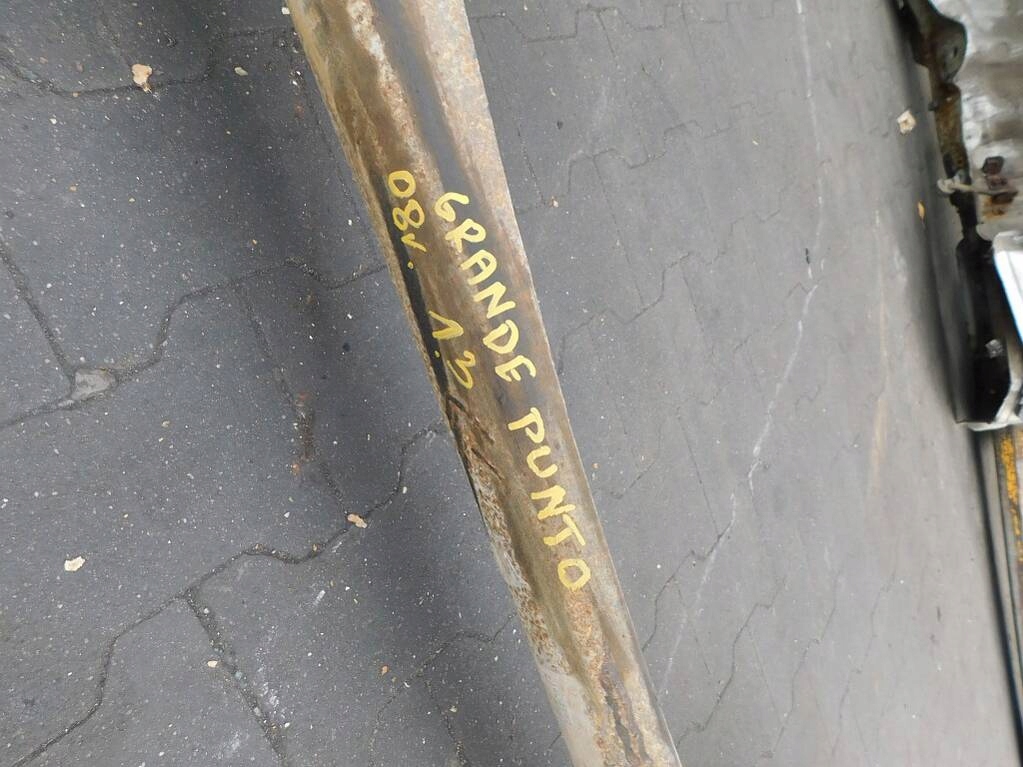 GRANDE PUNTO
08r. 1.3